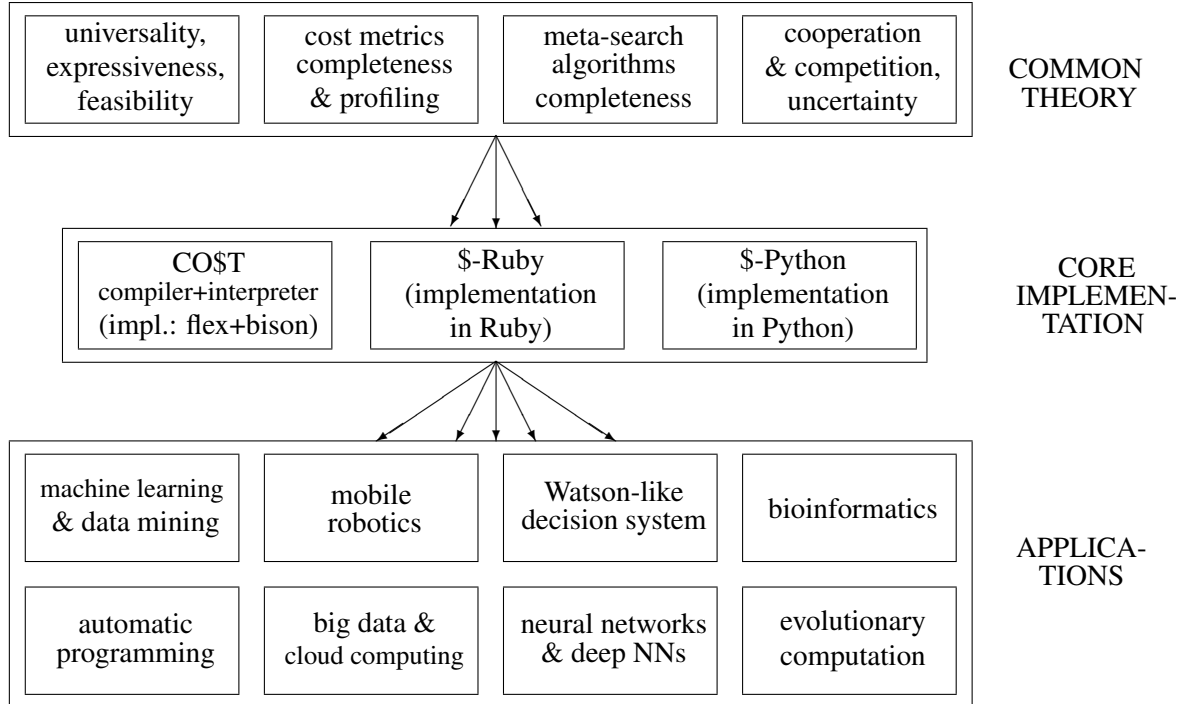 universality,
expressiveness,
feasibility
cost metrics
completeness
& profiling
meta-search
algorithms
completeness
cooperation
& competition,
uncertainty
COMMON
THEORY
CO$T
compiler+interpreter
(impl.: flex+bison)
$-Ruby
(implementation
in Ruby)
$-Python
(implementation
in Python)
CORE
IMPLEMEN-
TATION
machine learning
& data mining
mobile
robotics
Watson-like
decision system
bioinformatics
automatic
programming
big data &
cloud computing
neural networks
& deep NNs
evolutionary
computation
APPLICA-
TIONS